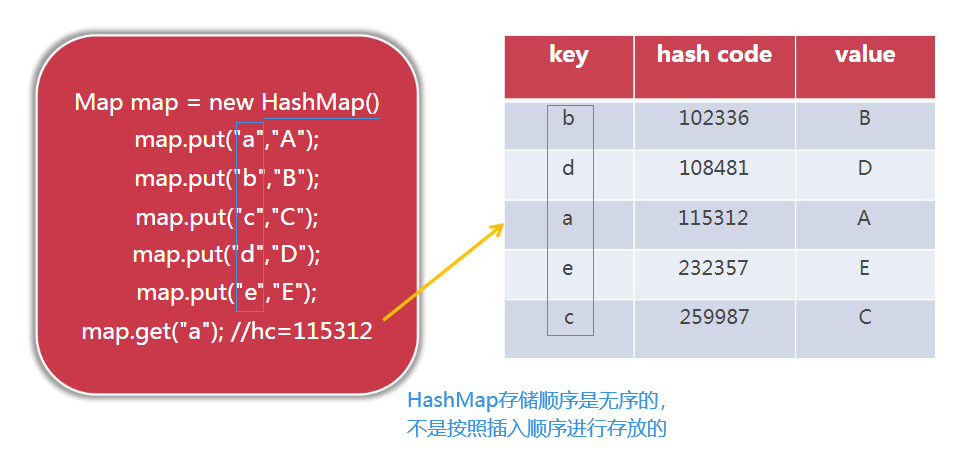 Map map = new HashMap()
map.put("a","A");
map.put("b","B");
map.put("c","C");
map.put("d","D");
map.put("e","E");
map.get("a"); //hc=115312
key hash code value
b 102336 B
d 108481 D
a 115312 A
e 232357 E
c 259987 C
HashMap存储顺序是无序的，
不是按照插入顺序进行存放的